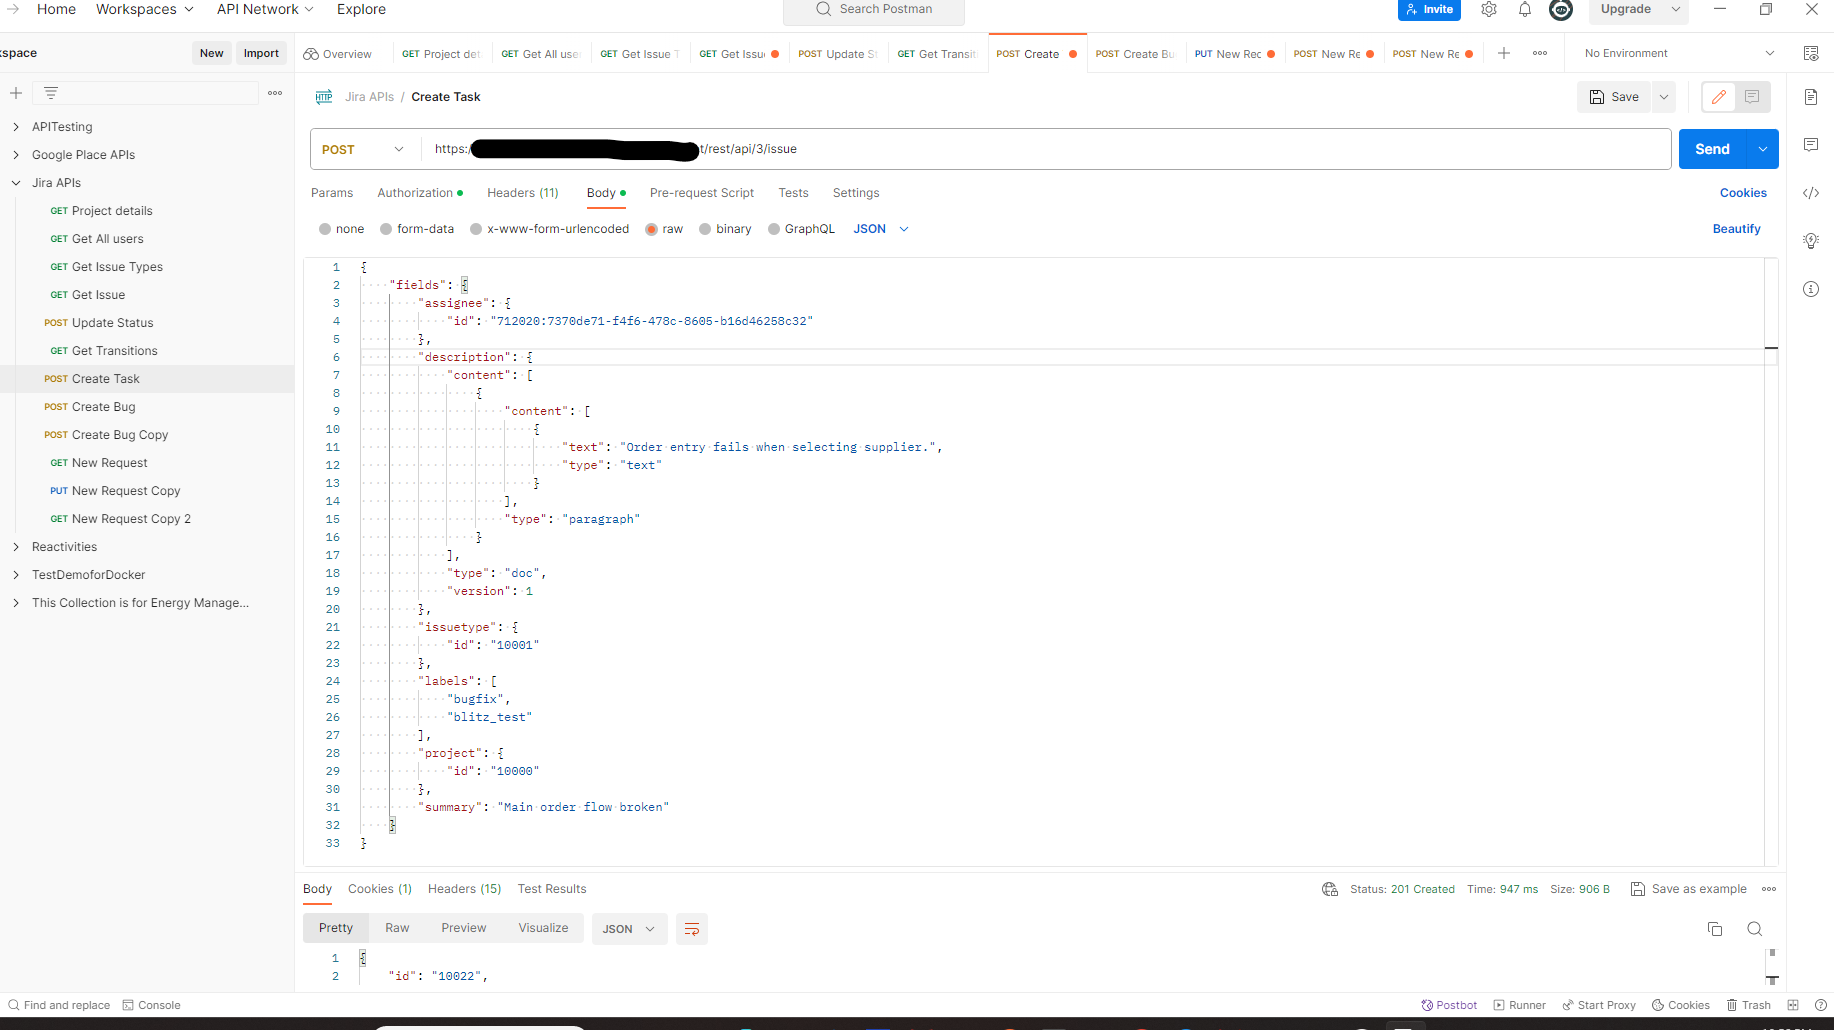 Home Workspaces API Network Explore Search Postman Invite Upgrade
kspace New Import Overview GET Project det GET Get All use GET Get Issue T GET Get Issu POST Update S GET Get Transiti POST Create POST Create Bu PUT New Rec POST New Re POST New Re No Environment
Jira APIs / Create Task Save
POST https:/ t/rest/api/3/issue Send
Params Authorization Headers (11) Body Pre-request Script Tests Settings Cookies
none form-data x-www-form-urlencoded raw binary GraphQL JSON Beautify
APITesting
Google Place APIs
Jira APIs
GET Project details
GET Get All users
GET Get Issue Types
GET Get Issue
POST Update Status
GET Get Transitions
POST Create Task
POST Create Bug
POST Create Bug Copy
GET New Request
PUT New Request Copy
GET New Request Copy 2
Reactivities
TestDemoforDocker
This Collection is for Energy Manage...
1 {
2 "fields": {
3 "assignee": {
4 "id": "712020:7370de71-f4f6-478c-8605-b16d46258c32"
5 },
6 "description": {
7 "content": [
8 {
9 "content": [
10 {
11 "text": "Order entry fails when selecting supplier.",
12 "type": "text"
13 }
14 ],
15 "type": "paragraph"
16 }
17 ],
18 "type": "doc",
19 "version": 1
20 },
21 "issuetype": {
22 "id": "10001"
23 },
24 "labels": [
25 "bugfix",
26 "blitz_test"
27 ],
28 "project": {
29 "id": "10000"
30 },
31 "summary": "Main order flow broken"
32 }
33 }
Body Cookies (1) Headers (15) Test Results Status: 201 Created Time: 947 ms Size: 906 B Save as example
Pretty Raw Preview Visualize JSON
1 {
2 "id": "10022",
Find and replace Console Postbot Runner Start Proxy Cookies Trash